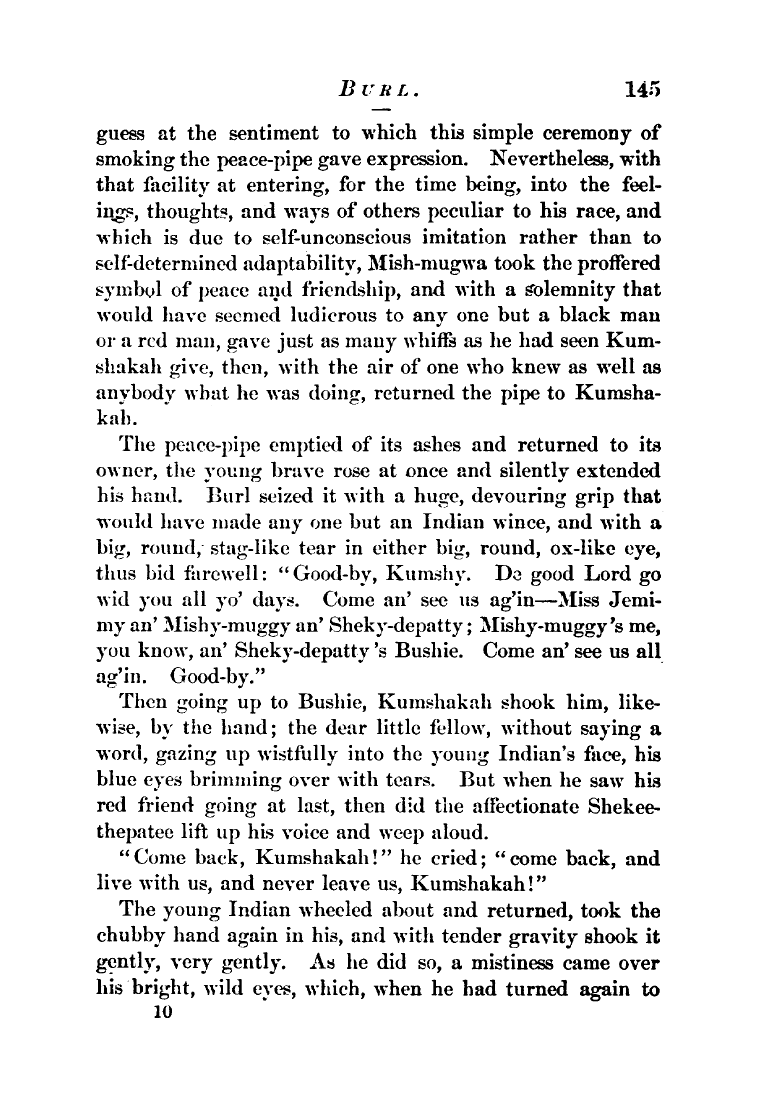 BURL. 145
guess at the sentiment to which this simple ceremony of
smoking the peace-pipe gave expression. Nevertheless, with
that facility at entering, for the time being, into the feel-
ings, thoughts, and ways of others peculiar to his race, and
which is due to self-unconscious imitation rather than to
self-determined adaptability, Mish-mugwa took the proffered
symbol of peace and friendship, and with a solemnity that
would have seemed ludicrous to any one but a black man
or a red man, gave just as many whiffs as he had seen Kum-
shakah give, then, with the air of one who knew as well as
anybody what he was doing, returned the pipe to Kumsha-
kah.
The peace-pipe emptied of its ashes and returned to its
owner, the young brave rose at once and silently extended
his hand. Burl seized it with a huge, devouring grip that
would have made any one but an Indian wince, and with a
big, round, stag-like tear in either big, round, ox-like eye,
thus bid farewell: "Good-by, Kumshy. De good Lord go
wid you all yo' days. Come an' see us ag'in—Miss Jemi-
my an' Mishy-muggy an' Sheky-depatty; Mishy-muggy's me,
you know, an' Sheky-depatty's Bushie. Come an' see us all
ag'in. Good-by."
Then going up to Bushie, Kumshakah shook him, like-
wise, by the hand; the dear little fellow, without saying a
word, gazing up wistfully into the young Indian's face, his
blue eyes brimming over with tears. But when he saw his
red friend going at last, then did the affectionate Shekee-
thepatee lift up his voice and weep aloud.
"Come back, Kumshakah!" he cried; "come back, and
live with us, and never leave us, Kumshakah!"
The young Indian wheeled about and returned, took the
chubby hand again in his, and with tender gravity shook it
gently, very gently. As he did so, a mistiness came over
his bright, wild eyes, which, when he had turned again to
10